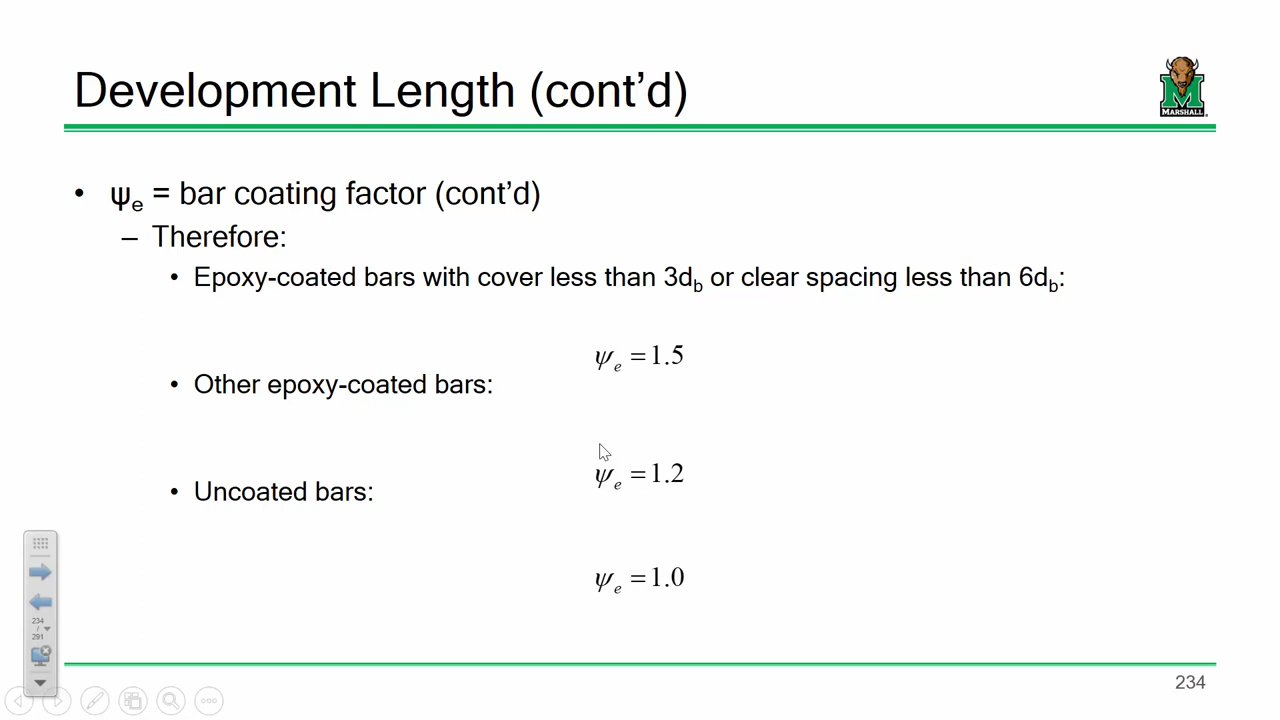 Development Length (cont’d)
MARSHALL
• ψe = bar coating factor (cont’d)
– Therefore:
• Epoxy-coated bars with cover less than 3db or clear spacing less than 6db:
ψe = 1.5
• Other epoxy-coated bars:
ψe = 1.2
• Uncoated bars:
ψe = 1.0
234
/
291
234